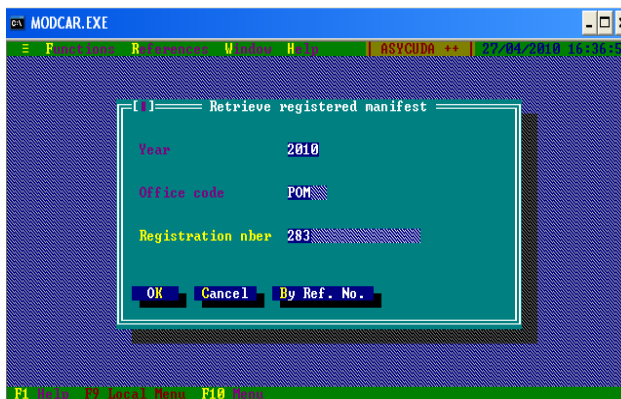 MODCAR.EXE
≡ Functions References Window Help | ASYCUDA ++ | 27/04/2010 16:36:5
Retrieve registered manifest
Year 2010
Office code POM
Registration nber 283
OK Cancel By Ref. No.
F1 Help F9 Local Menu F10 Menu